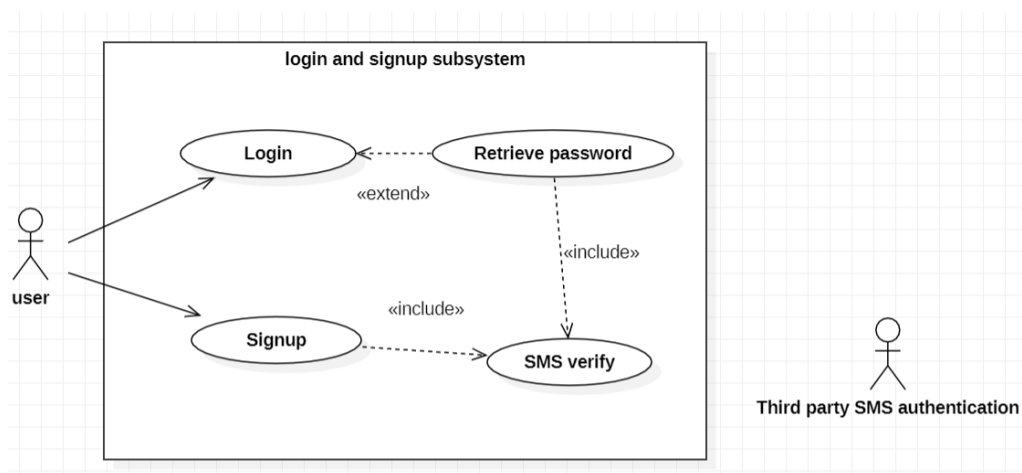 login and signup subsystem
Login
Retrieve password
«extend»
«include»
user
«include»
Signup
SMS verify
Third party SMS authentication